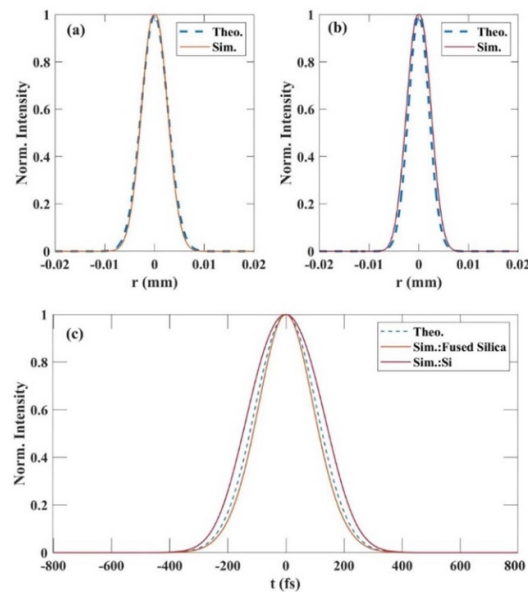 (a)
Theo.
Sim.
1
0.8
0.6
0.4
0.2
0
Norm. Intensity
-0.02
-0.01
0
0.01
0.02
r (mm)
(b)
Theo.
Sim.
1
0.8
0.6
0.4
0.2
0
Norm. Intensity
-0.02
-0.01
0
0.01
0.02
r (mm)
(c)
Theo.
Sim.:Fused Silica
Sim.:Si
1
0.8
0.6
0.4
0.2
0
Norm. Intensity
-800
-600
-400
-200
0
200
400
600
800
t (fs)